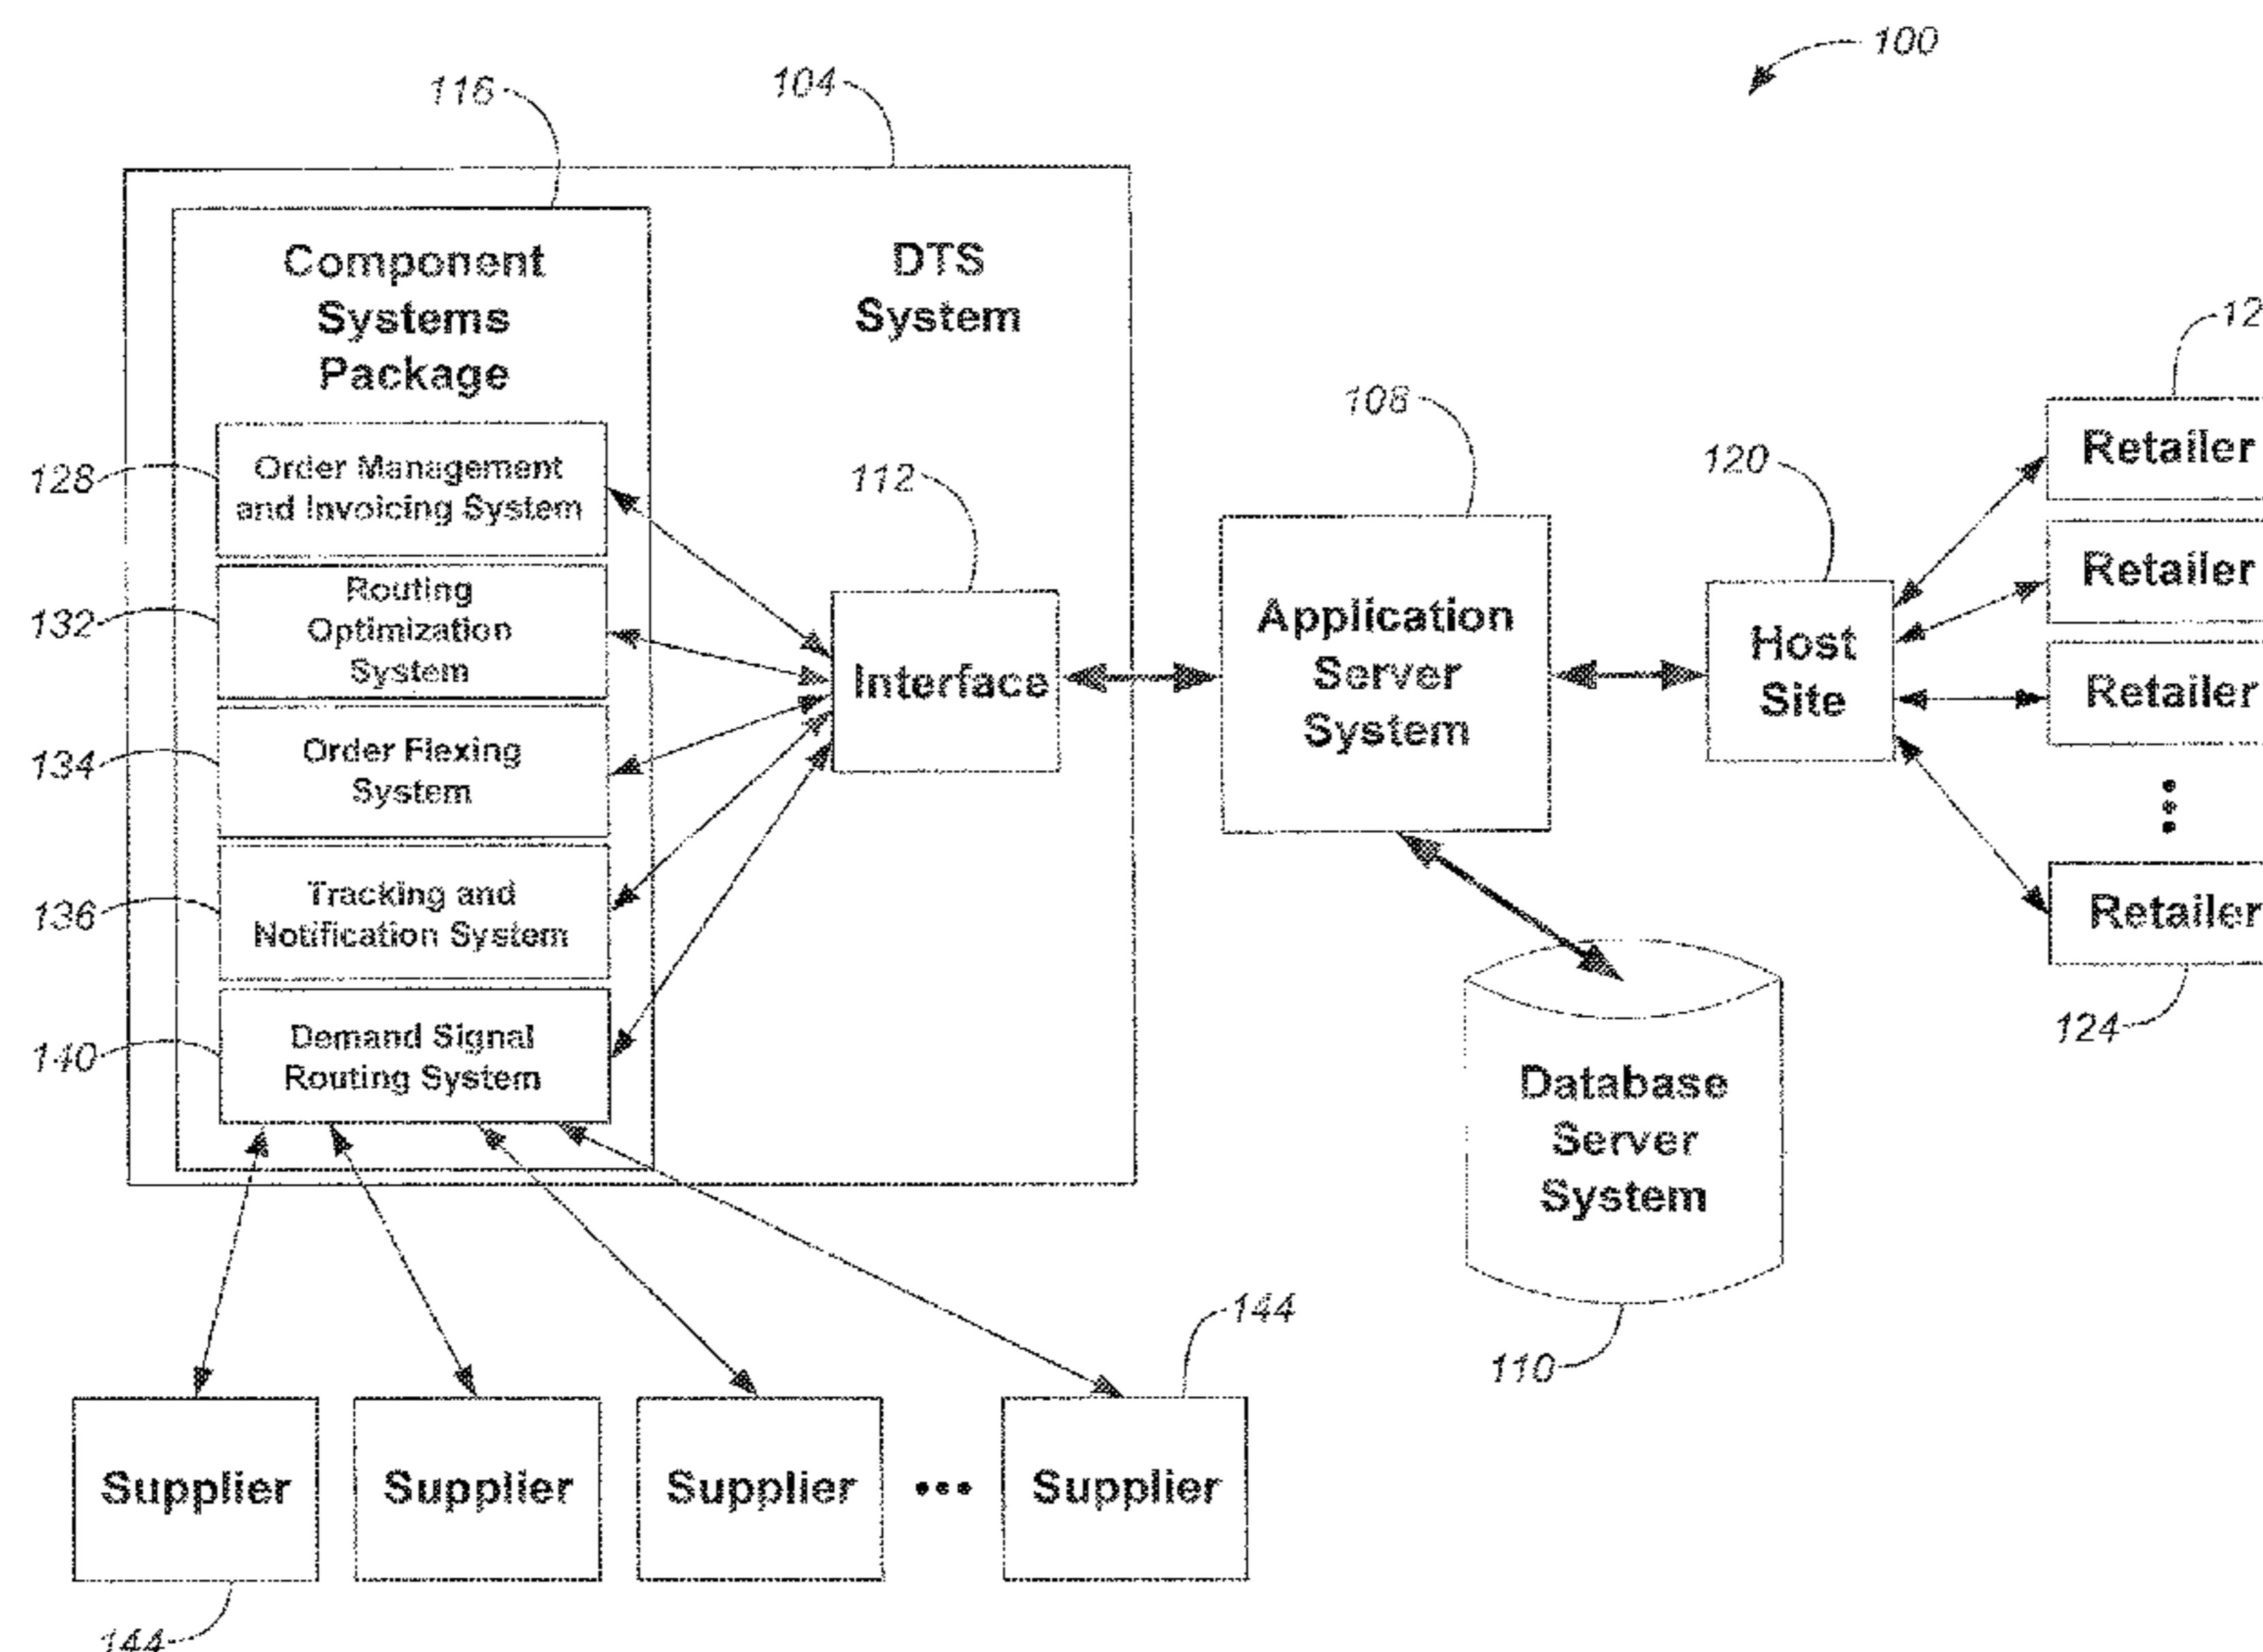 100
116
104
Component
Systems
Package
DTS
System
128
Order Management
and Invoicing System
132
Routing
Optimization
System
134
Order Flexing
System
136
Tracking and
Notification System
140
Demand Signal
Routing System
112
Interface
108
Application
Server
System
120
Host
Site
12
Retailer
Retailer
Retailer
Retailer
124
Database
Server
System
110
144
Supplier
Supplier
Supplier
Supplier
144